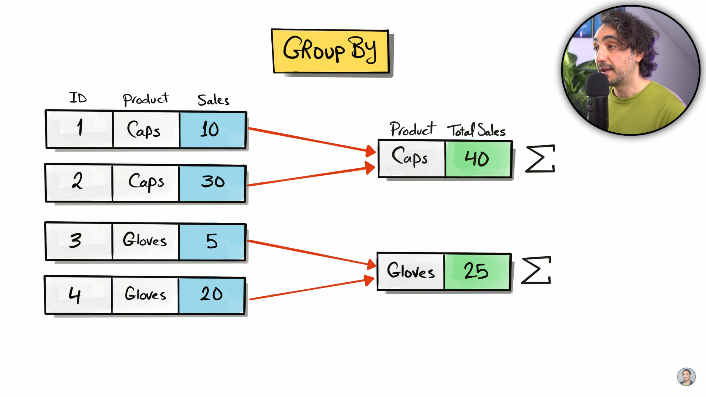 GROUP BY
ID Product Sales
1 Caps 10
2 Caps 30
3 Gloves 5
4 Gloves 20
Product Total Sales
Caps 40 Σ
Gloves 25 Σ